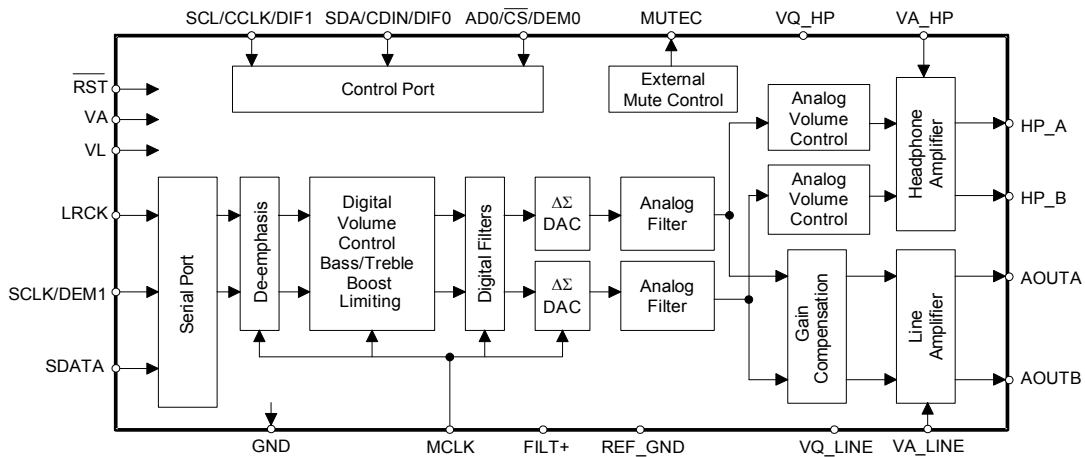 SCL/CCLK/DIF1
SDA/CDIN/DIF0
AD0/CS/DEM0
MUTEC
VQ_HP
VA_HP
RST
VA
VL
LRCK
SCLK/DEM1
SDATA
Control Port
External
Mute Control
Analog
Volume
Control
Analog
Volume
Control
Headphone
Amplifier
HP_A
HP_B
Serial Port
De-emphasis
Digital
Volume
Control
Bass/Treble
Boost
Limiting
Digital Filters
ΔΣ
DAC
ΔΣ
DAC
Analog
Filter
Analog
Filter
Gain
Compensation
Line
Amplifier
AOUTA
AOUTB
GND
MCLK
FILT+
REF_GND
VQ_LINE
VA_LINE